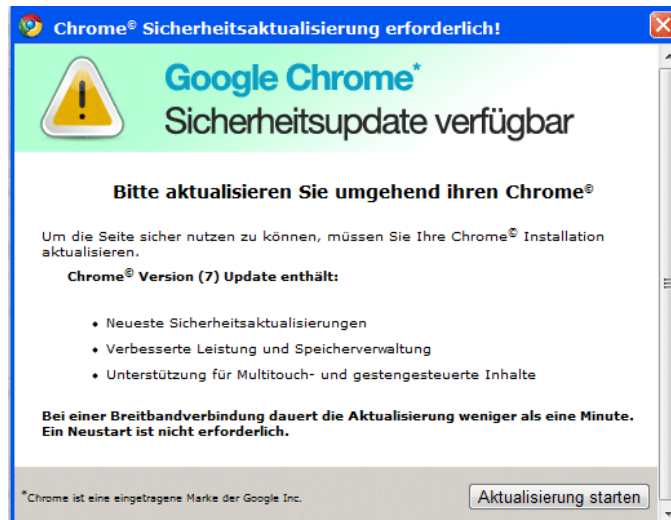 Chrome© Sicherheitsaktualisierung erforderlich!
Google Chrome*
Sicherheitsupdate verfügbar
Bitte aktualisieren Sie umgehend ihren Chrome©
Um die Seite sicher nutzen zu können, müssen Sie Ihre Chrome© Installation
aktualisieren.
Chrome© Version (7) Update enthält:
• Neueste Sicherheitsaktualisierungen
• Verbesserte Leistung und Speicherverwaltung
• Unterstützung für Multitouch- und gestengesteuerte Inhalte
Bei einer Breitbandverbindung dauert die Aktualisierung weniger als eine Minute.
Ein Neustart ist nicht erforderlich.
*Chrome ist eine eingetragene Marke der Google Inc.
Aktualisierung starten